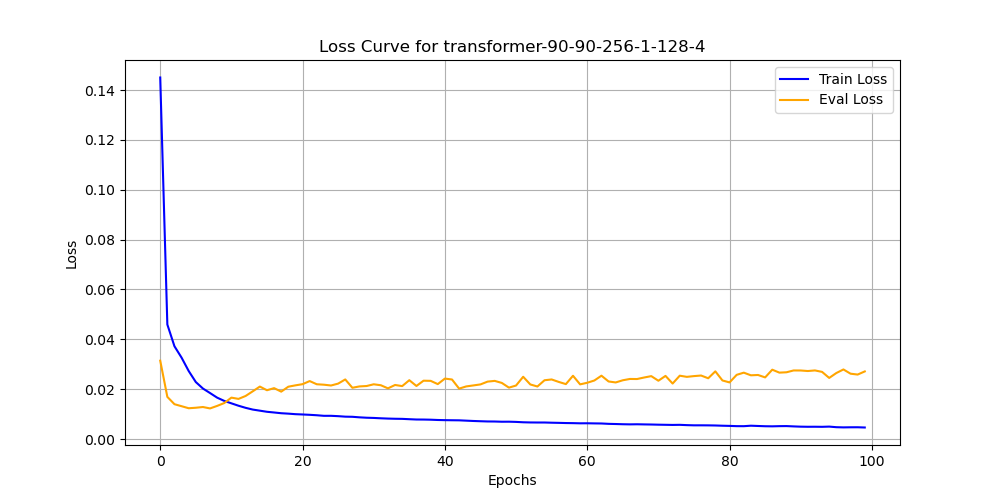 Loss Curve for transformer-90-90-256-1-128-4
Train Loss
Eval Loss
0.14
0.12
0.10
0.08
0.06
0.04
0.02
0.00
Loss
0 20 40 60 80 100
Epochs